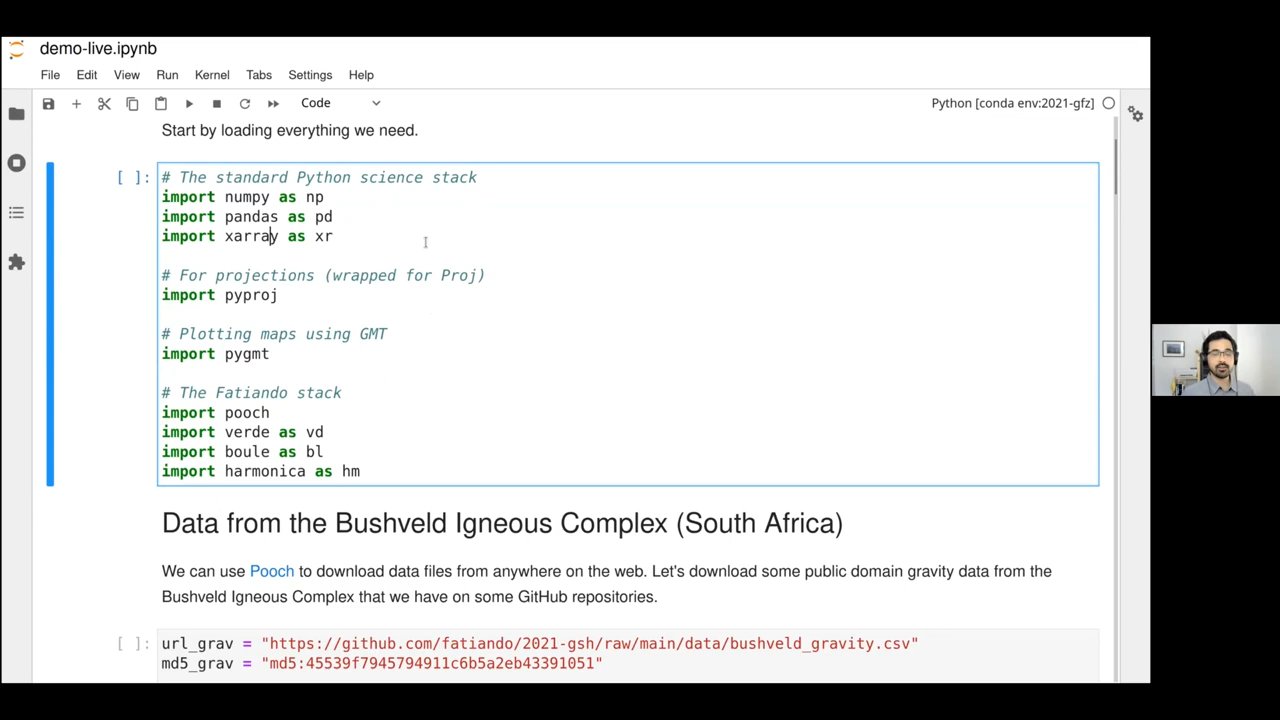 demo-live.ipynb
File Edit View Run Kernel Tabs Settings Help
Code
Python [conda env:2021-gfz]
Start by loading everything we need.
[ ]:
# The standard Python science stack
import numpy as np
import pandas as pd
import xarray as xr
# For projections (wrapped for Proj)
import pyproj
# Plotting maps using GMT
import pygmt
# The Fatiando stack
import pooch
import verde as vd
import boule as bl
import harmonica as hm
Data from the Bushveld Igneous Complex (South Africa)
We can use Pooch to download data files from anywhere on the web. Let's download some public domain gravity data from the
Bushveld Igneous Complex that we have on some GitHub repositories.
[ ]:
url_grav = "https://github.com/fatiando/2021-gsh/raw/main/data/bushveld_gravity.csv"
md5_grav = "md5:45539f7945794911c6b5a2eb43391051"